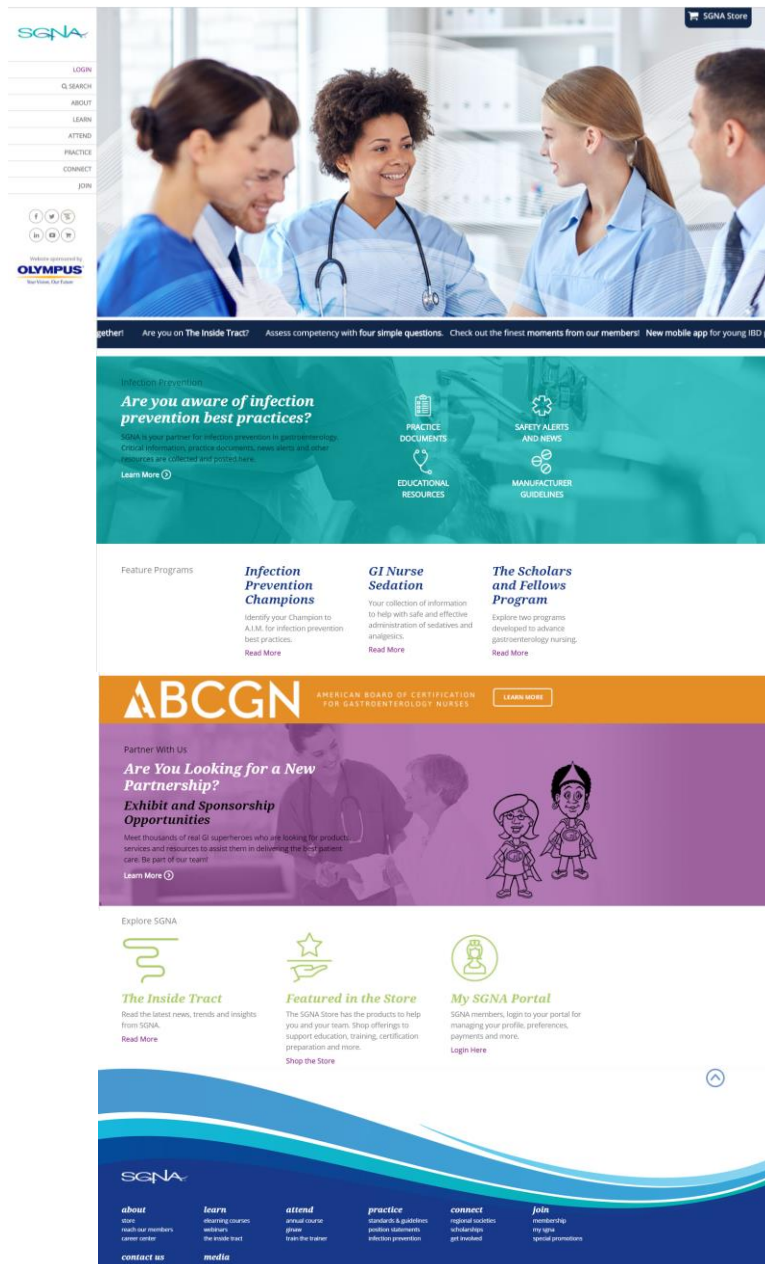 SGNA
LOGIN
SEARCH
ABOUT
LEARN
ATTEND
PRACTICE
CONNECT
JOIN
Website sponsored by
OLYMPUS
Your Vision, Our Future
SGNA Store
gether! Are you on The Inside Tract? Assess competency with four simple questions. Check out the finest moments from our members! New mobile app for young IBD
Infection Prevention
Are you aware of infection
prevention best practices?
SGNA is your partner for infection prevention in gastroenterology.
Critical information, practice documents, news alerts and other
resources are collected and posted here.
Learn More
PRACTICE
DOCUMENTS
SAFETY ALERTS
AND NEWS
EDUCATIONAL
RESOURCES
MANUFACTURER
GUIDELINES
Feature Programs
Infection
Prevention
Champions
Identify your Champion to
A.I.M. for infection prevention
best practices.
Read More
GI Nurse
Sedation
Your collection of information
to help with safe and effective
administration of sedatives and
analgesics.
Read More
The Scholars
and Fellows
Program
Explore two programs
developed to advance
gastroenterology nursing.
Read More
ABCGN
AMERICAN BOARD OF CERTIFICATION
FOR GASTROENTEROLOGY NURSES
LEARN MORE
Partner With Us
Are You Looking for a New
Partnership?
Exhibit and Sponsorship
Opportunities
Meet thousands of real GI superheroes who are looking for products,
services and resources to assist them in delivering the best patient
care. Be part of our team!
Learn More
Explore SGNA
The Inside Tract
Read the latest news, trends and insights
from SGNA.
Read More
Featured in the Store
The SGNA Store has the products to help
you and your team. Shop offerings to
support education, training, certification
preparation and more.
Shop the Store
My SGNA Portal
SGNA members, login to your portal for
managing your profile, preferences,
payments and more.
Login Here
SGNA
about
store
reach our members
career center
learn
elearning courses
webinars
the inside tract
attend
annual course
ginaw
train the trainer
practice
standards & guidelines
position statements
infection prevention
connect
regional societies
scholarships
get involved
join
membership
my sgna
special promotions
contact us
media